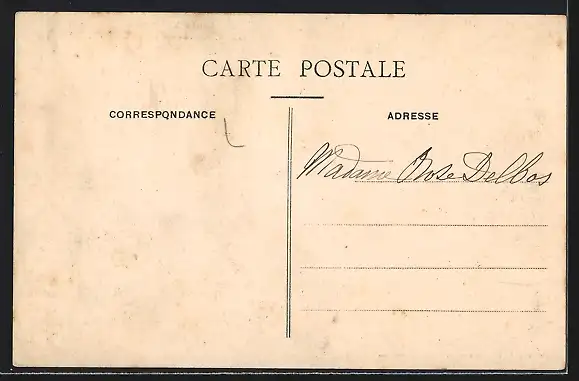 CARTE POSTALE
CORRESPONDANCE
ADRESSE
Madame Rose Delbos